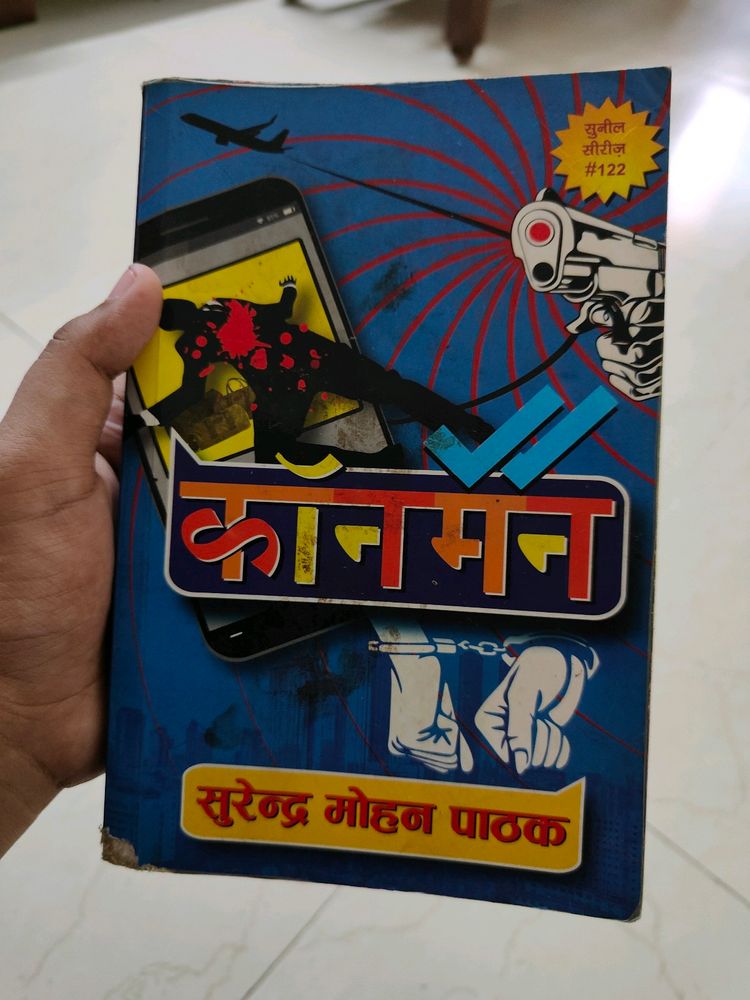 सुनील
सीरीज़
#122
कॉनमैन
सुरेन्द्र मोहन पाठक